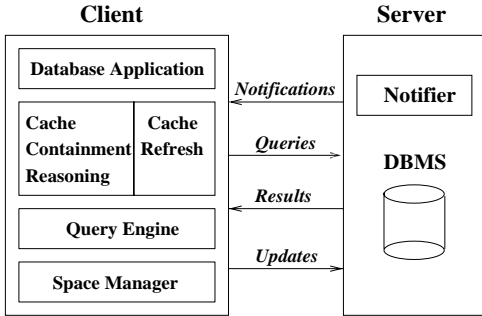 Client
Database Application
Cache
Containment
Reasoning
Cache
Refresh
Query Engine
Space Manager
Notifications
Queries
Results
Updates
Server
Notifier
DBMS